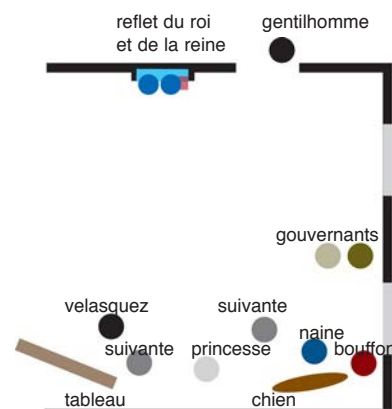 reflet du roi
et de la reine
gentilhomme
gouvernants
velasquez
suivante
suivante
princesse
naine
bouffon
tableau
chien